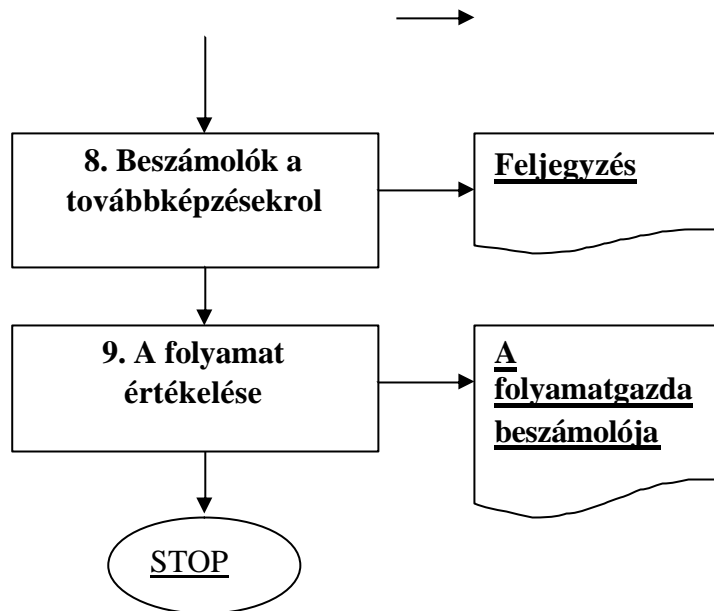 8. Beszámolók a
továbbképzésekrol
Feljegyzés
9. A folyamat
értékelése
A
folyamatgazda
beszámolója
STOP